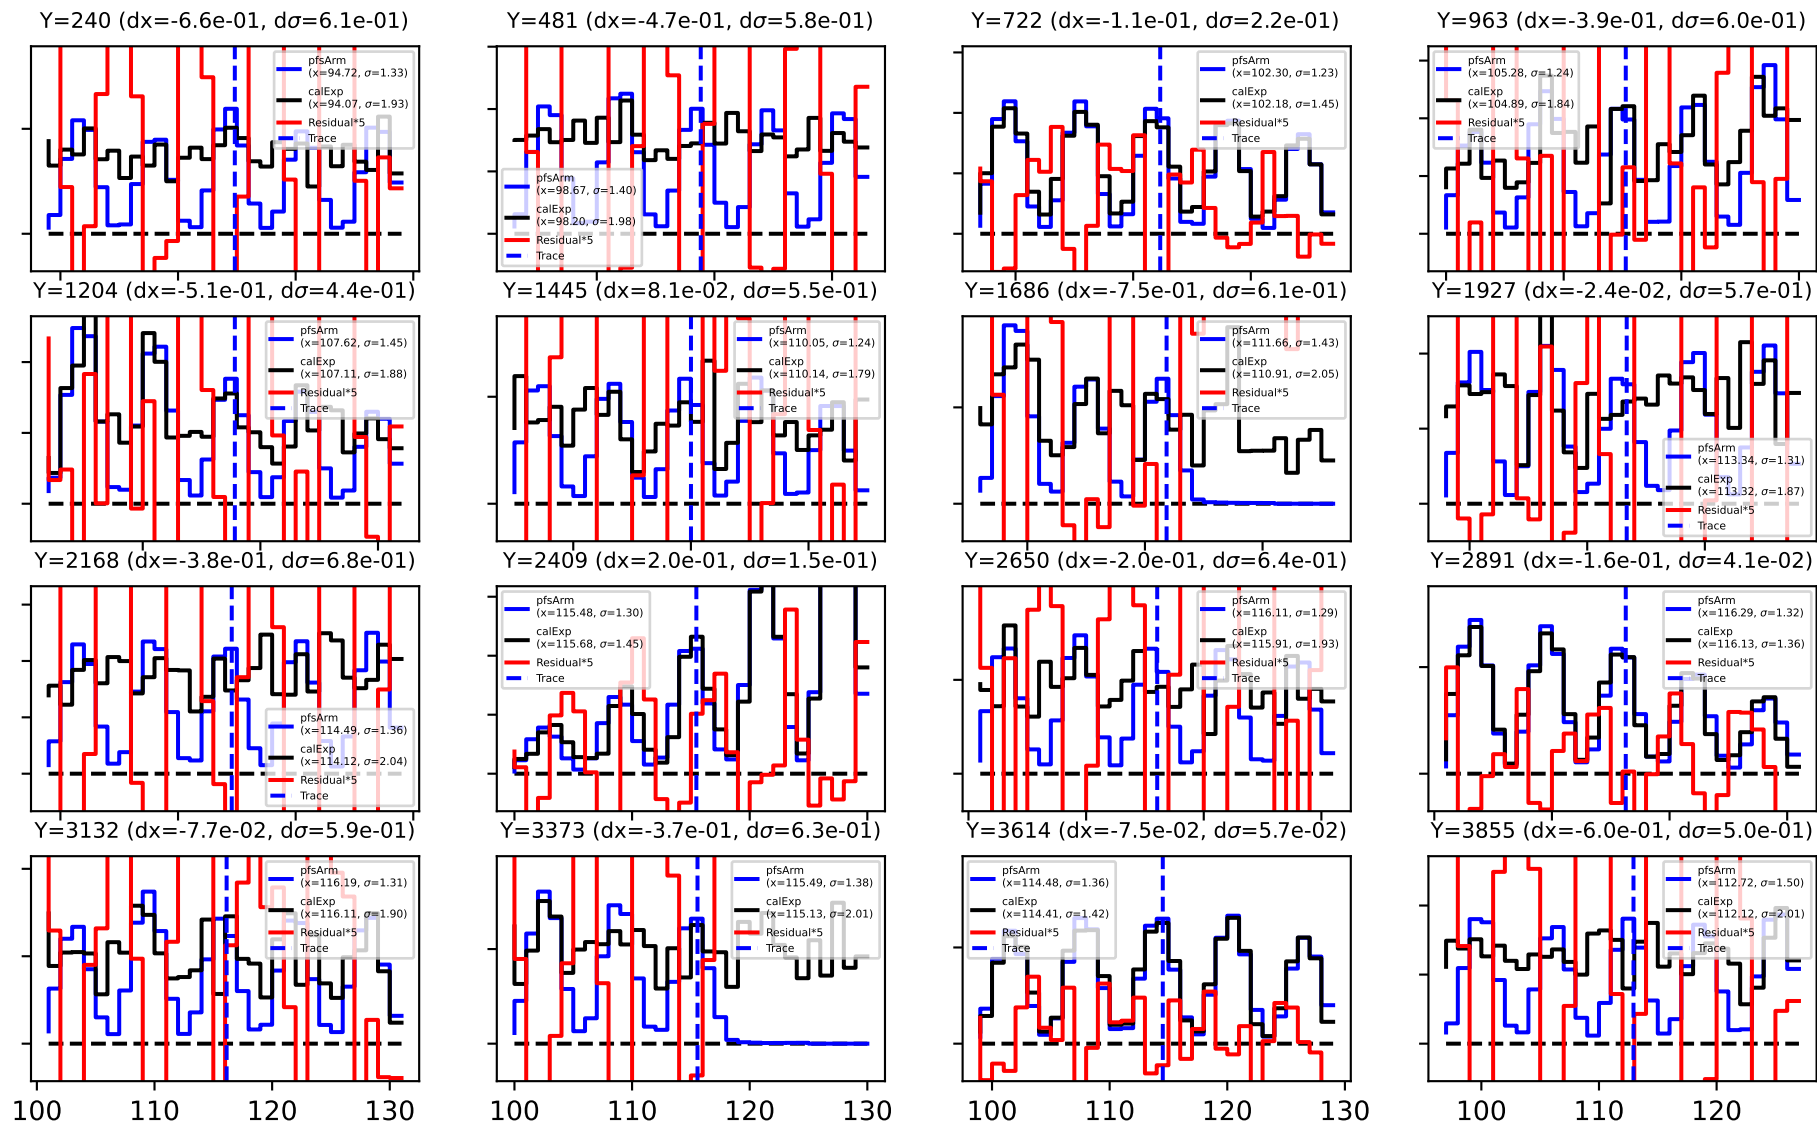 Y=240 (dx=-6.6e-01, dσ=6.1e-01)
pfsArm
(x=94.72, σ=1.33)
calExp
(x=94.07, σ=1.93)
Residual*5
Trace
Y=481 (dx=-4.7e-01, dσ=5.8e-01)
pfsArm
(x=98.67, σ=1.40)
calExp
(x=98.20, σ=1.98)
Residual*5
Trace
Y=722 (dx=-1.1e-01, dσ=2.2e-01)
pfsArm
(x=102.30, σ=1.23)
calExp
(x=102.18, σ=1.45)
Residual*5
Trace
Y=963 (dx=-3.9e-01, dσ=6.0e-01)
pfsArm
(x=105.28, σ=1.24)
calExp
(x=104.89, σ=1.84)
Residual*5
Trace
Y=1204 (dx=-5.1e-01, dσ=4.4e-01)
pfsArm
(x=107.62, σ=1.45)
calExp
(x=107.11, σ=1.88)
Residual*5
Trace
Y=1445 (dx=8.1e-02, dσ=5.5e-01)
pfsArm
(x=110.05, σ=1.24)
calExp
(x=110.14, σ=1.79)
Residual*5
Trace
Y=1686 (dx=-7.5e-01, dσ=6.1e-01)
pfsArm
(x=111.66, σ=1.43)
calExp
(x=110.91, σ=2.05)
Residual*5
Trace
Y=1927 (dx=-2.4e-02, dσ=5.7e-01)
pfsArm
(x=113.34, σ=1.31)
calExp
(x=113.32, σ=1.87)
Residual*5
Trace
Y=2168 (dx=-3.8e-01, dσ=6.8e-01)
pfsArm
(x=114.49, σ=1.36)
calExp
(x=114.12, σ=2.04)
Residual*5
Trace
Y=2409 (dx=2.0e-01, dσ=1.5e-01)
pfsArm
(x=115.48, σ=1.30)
calExp
(x=115.68, σ=1.45)
Residual*5
Trace
Y=2650 (dx=-2.0e-01, dσ=6.4e-01)
pfsArm
(x=116.11, σ=1.29)
calExp
(x=115.91, σ=1.93)
Residual*5
Trace
Y=2891 (dx=-1.6e-01, dσ=4.1e-02)
pfsArm
(x=116.29, σ=1.32)
calExp
(x=116.13, σ=1.36)
Residual*5
Trace
Y=3132 (dx=-7.7e-02, dσ=5.9e-01)
pfsArm
(x=116.19, σ=1.31)
calExp
(x=116.11, σ=1.90)
Residual*5
Trace
100 110 120 130
Y=3373 (dx=-3.7e-01, dσ=6.3e-01)
pfsArm
(x=115.49, σ=1.38)
calExp
(x=115.13, σ=2.01)
Residual*5
Trace
100 110 120 130
Y=3614 (dx=-7.5e-02, dσ=5.7e-02)
pfsArm
(x=114.48, σ=1.36)
calExp
(x=114.41, σ=1.42)
Residual*5
Trace
100 110 120 130
Y=3855 (dx=-6.0e-01, dσ=5.0e-01)
pfsArm
(x=112.72, σ=1.50)
calExp
(x=112.12, σ=2.01)
Residual*5
Trace
100 110 120